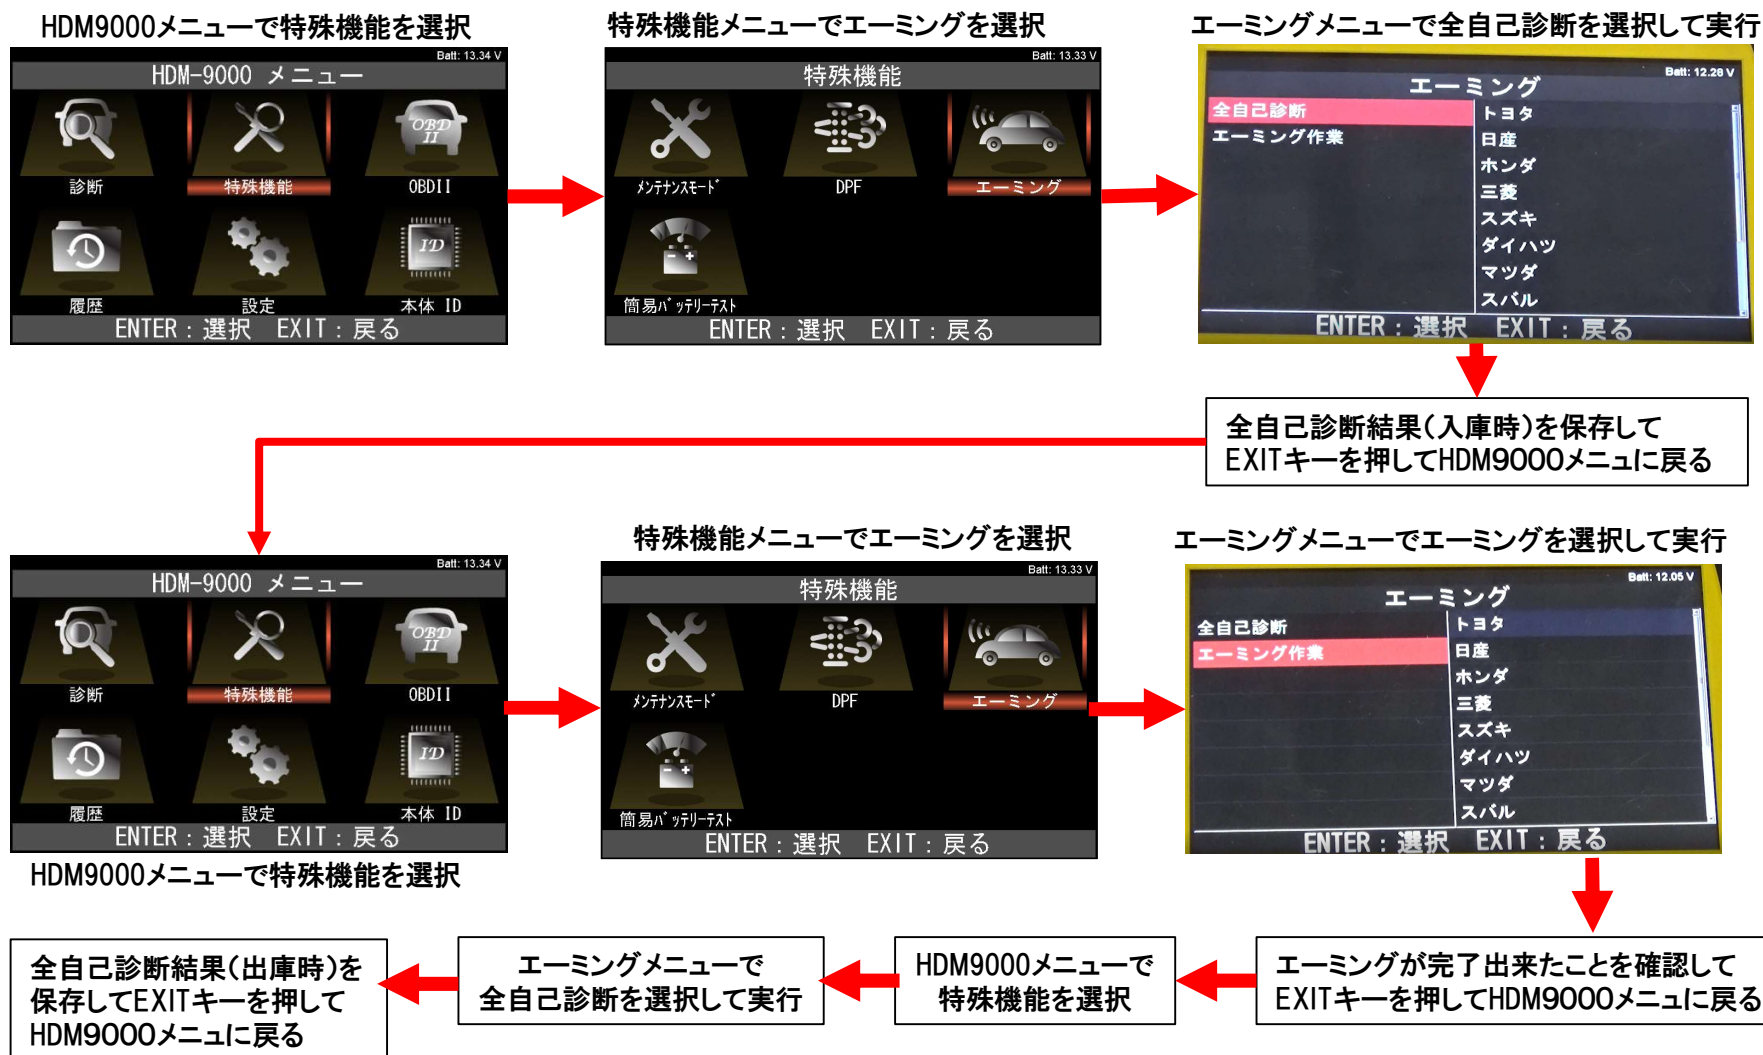 HDM9000メニューで特殊機能を選択
Batt: 13.34 V
HDM-9000 メニュー
OBD
II
診断
特殊機能
OBDII
ID
履歴
設定
本体 ID
ENTER : 選択 EXIT : 戻る
特殊機能メニューでエーミングを選択
Batt: 13.33 V
特殊機能
ﾒﾝﾃﾅﾝｽﾓｰﾄﾞ
DPF
エーミング
簡易ﾊﾞｯﾃﾘｰﾃｽﾄ
ENTER : 選択 EXIT : 戻る
エーミングメニューで全自己診断を選択して実行
Batt: 12.28 V
エーミング
全自己診断
エーミング作業
トヨタ
日産
ホンダ
三菱
スズキ
ダイハツ
マツダ
スバル
ENTER : 選択 EXIT : 戻る
全自己診断結果(入庫時)を保存して
EXITキーを押してHDM9000メニュに戻る
Batt: 13.34 V
HDM-9000 メニュー
OBD
II
診断
特殊機能
OBDII
ID
履歴
設定
本体 ID
ENTER : 選択 EXIT : 戻る
HDM9000メニューで特殊機能を選択
特殊機能メニューでエーミングを選択
Batt: 13.33 V
特殊機能
ﾒﾝﾃﾅﾝｽﾓｰﾄﾞ
DPF
エーミング
簡易ﾊﾞｯﾃﾘｰﾃｽﾄ
ENTER : 選択 EXIT : 戻る
エーミングメニューでエーミングを選択して実行
Batt: 12.05 V
エーミング
全自己診断
エーミング作業
トヨタ
日産
ホンダ
三菱
スズキ
ダイハツ
マツダ
スバル
ENTER : 選択 EXIT : 戻る
エーミングが完了出来たことを確認して
EXITキーを押してHDM9000メニュに戻る
HDM9000メニューで
特殊機能を選択
エーミングメニューで
全自己診断を選択して実行
全自己診断結果(出庫時)を
保存してEXITキーを押して
HDM9000メニュに戻る